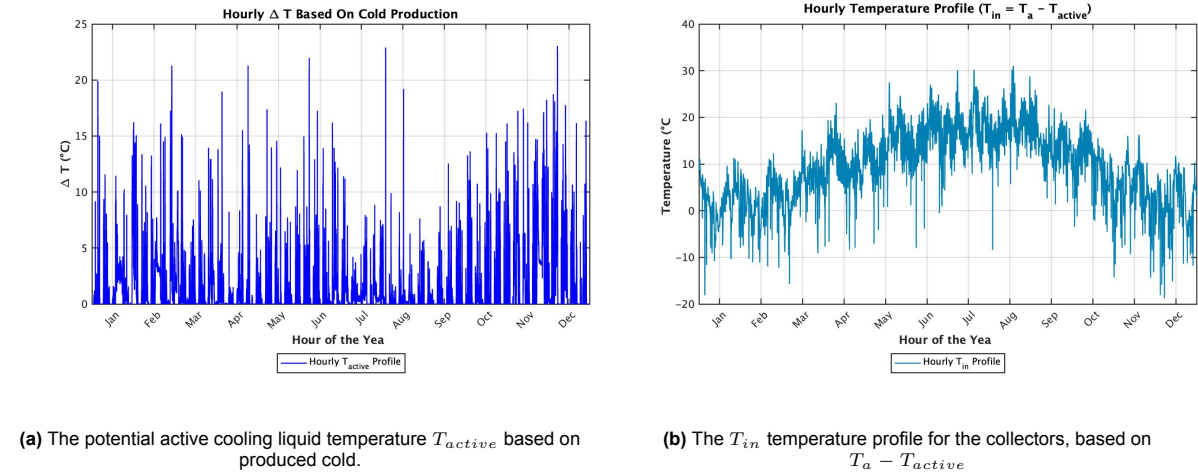 Hourly Δ T Based On Cold Production
25
20
15
10
5
0
Δ T (°C)
Jan Feb Mar Apr May Jun Jul Aug Sep Oct Nov Dec
Hour of the Yea
Hourly T_active Profile
(a) The potential active cooling liquid temperature T_active based on
produced cold.
Hourly Temperature Profile (T_in = T_a − T_active)
40
30
20
10
0
−10
−20
Temperature (°C
Jan Feb Mar Apr May Jun Jul Aug Sep Oct Nov Dec
Hour of the Yea
Hourly T_in Profile
(b) The T_in temperature profile for the collectors, based on
T_a − T_active